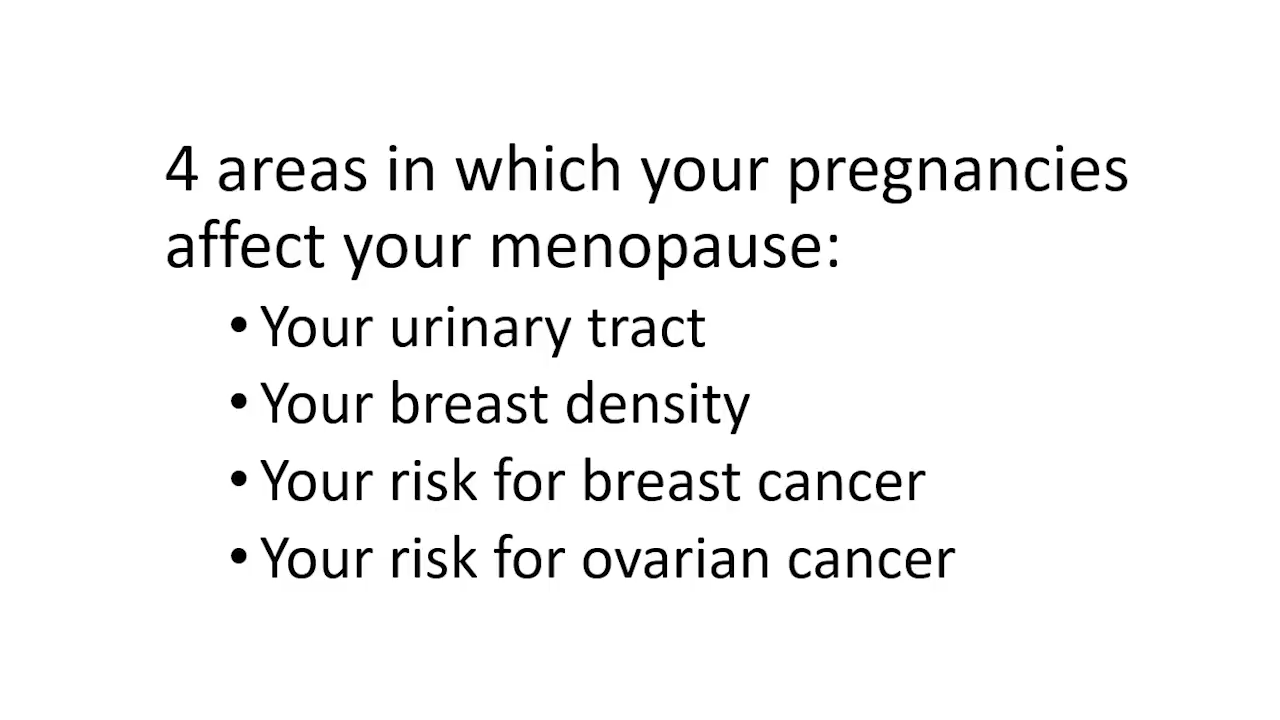 4 areas in which your pregnancies
affect your menopause:
• Your urinary tract
• Your breast density
• Your risk for breast cancer
• Your risk for ovarian cancer